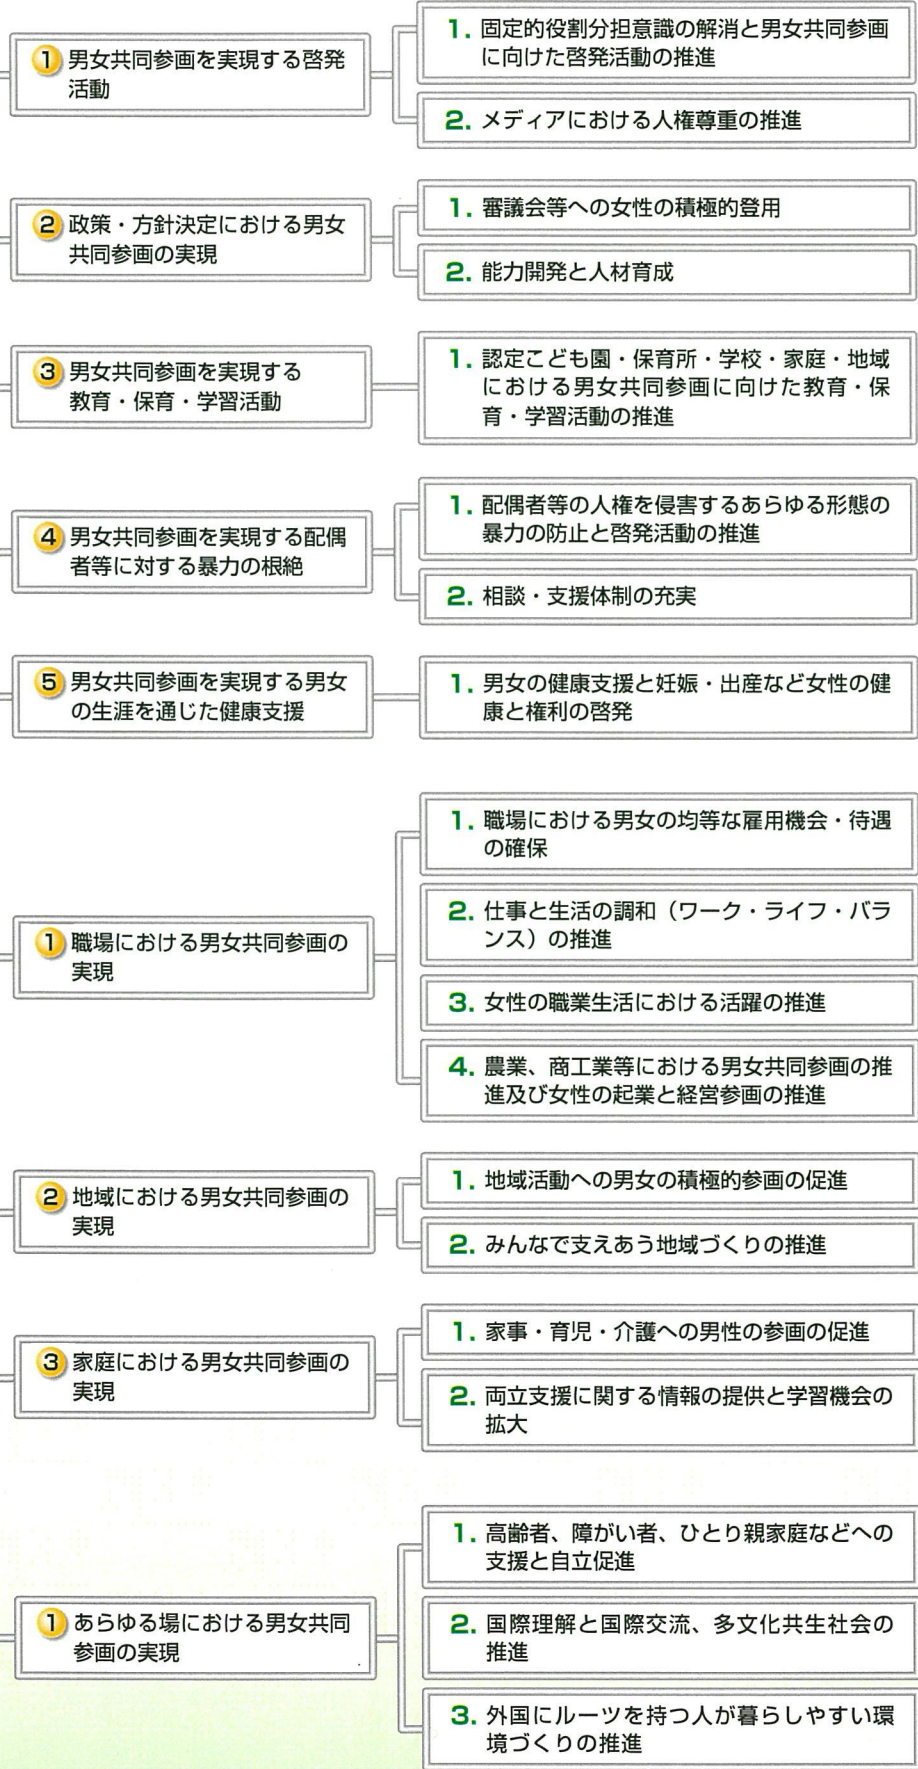 ① 男女共同参画を実現する啓発
活動
1. 固定的役割分担意識の解消と男女共同参画
に向けた啓発活動の推進
2. メディアにおける人権尊重の推進
② 政策・方針決定における男女
共同参画の実現
1. 審議会等への女性の積極的登用
2. 能力開発と人材育成
③ 男女共同参画を実現する
教育・保育・学習活動
1. 認定こども園・保育所・学校・家庭・地域
における男女共同参画に向けた教育・保
育・学習活動の推進
④ 男女共同参画を実現する配偶
者等に対する暴力の根絶
1. 配偶者等の人権を侵害するあらゆる形態の
暴力の防止と啓発活動の推進
2. 相談・支援体制の充実
⑤ 男女共同参画を実現する男女
の生涯を通じた健康支援
1. 男女の健康支援と妊娠・出産など女性の健
康と権利の啓発
① 職場における男女共同参画の
実現
1. 職場における男女の均等な雇用機会・待遇
の確保
2. 仕事と生活の調和（ワーク・ライフ・バラ
ンス）の推進
3. 女性の職業生活における活躍の推進
4. 農業、商工業等における男女共同参画の推
進及び女性の起業と経営参画の推進
② 地域における男女共同参画の
実現
1. 地域活動への男女の積極的参画の促進
2. みんなで支えあう地域づくりの推進
③ 家庭における男女共同参画の
実現
1. 家事・育児・介護への男性の参画の促進
2. 両立支援に関する情報の提供と学習機会の
拡大
① あらゆる場における男女共同
参画の実現
1. 高齢者、障がい者、ひとり親家庭などへの
支援と自立促進
2. 国際理解と国際交流、多文化共生社会の
推進
3. 外国にルーツを持つ人が暮らしやすい環
境づくりの推進